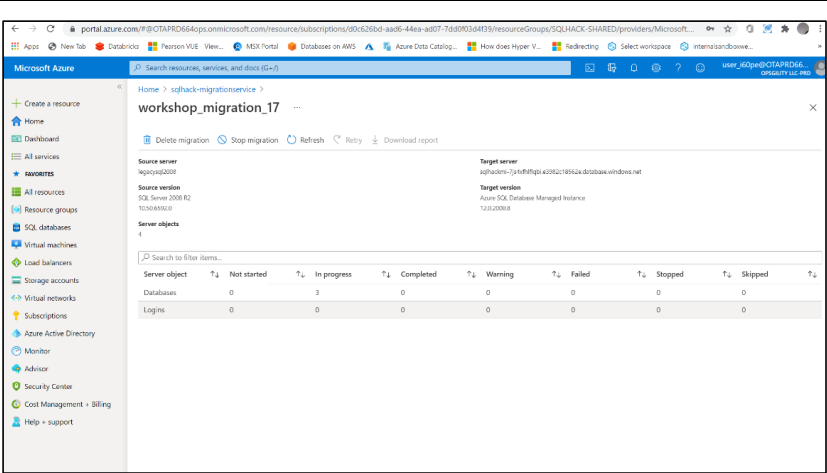 portal.azure.com/#@OTAPRD664ops.onmicrosoft.com/resource/subscriptions/d0c626bd-aad6-44ea-ad07-7dd0f03d4f39/resourceGroups/SQLHACK-SHARED/providers/Microsoft....
Apps New Tab Databricks Pearson VUE View... MSX Portal Databases on AWS Azure Data Catalog... How does Hyper V... Redirecting Select workspace internalsandboxwe... »
Microsoft Azure Search resources, services, and docs (G+/) user_i60pe@OTAPRD66...
OPSGILITY LLC-PRD
«
Home > sqlhack-migrationservice >
Create a resource
workshop_migration_17 ...
Home
Dashboard
Delete migration Stop migration Refresh Retry Download report
All services
Source server Target server
FAVORITES
legacysql2008
All resources
Source version Target version
Resource groups
SQL Server 2008 R2 Azure SQL Database Managed Instance
10.50.6592.0 12.0.2000.8
SQL databases
Server objects
4
Virtual machines
Search to filter items...
Load balancers
Server object Not started In progress Completed Warning Failed Stopped Skipped
Storage accounts
Databases 0 3 0 0 0 0 0
Virtual networks
Logins 0 0 0 0 0 0 0
Subscriptions
Azure Active Directory
Monitor
Advisor
Security Center
Cost Management + Billing
Help + support